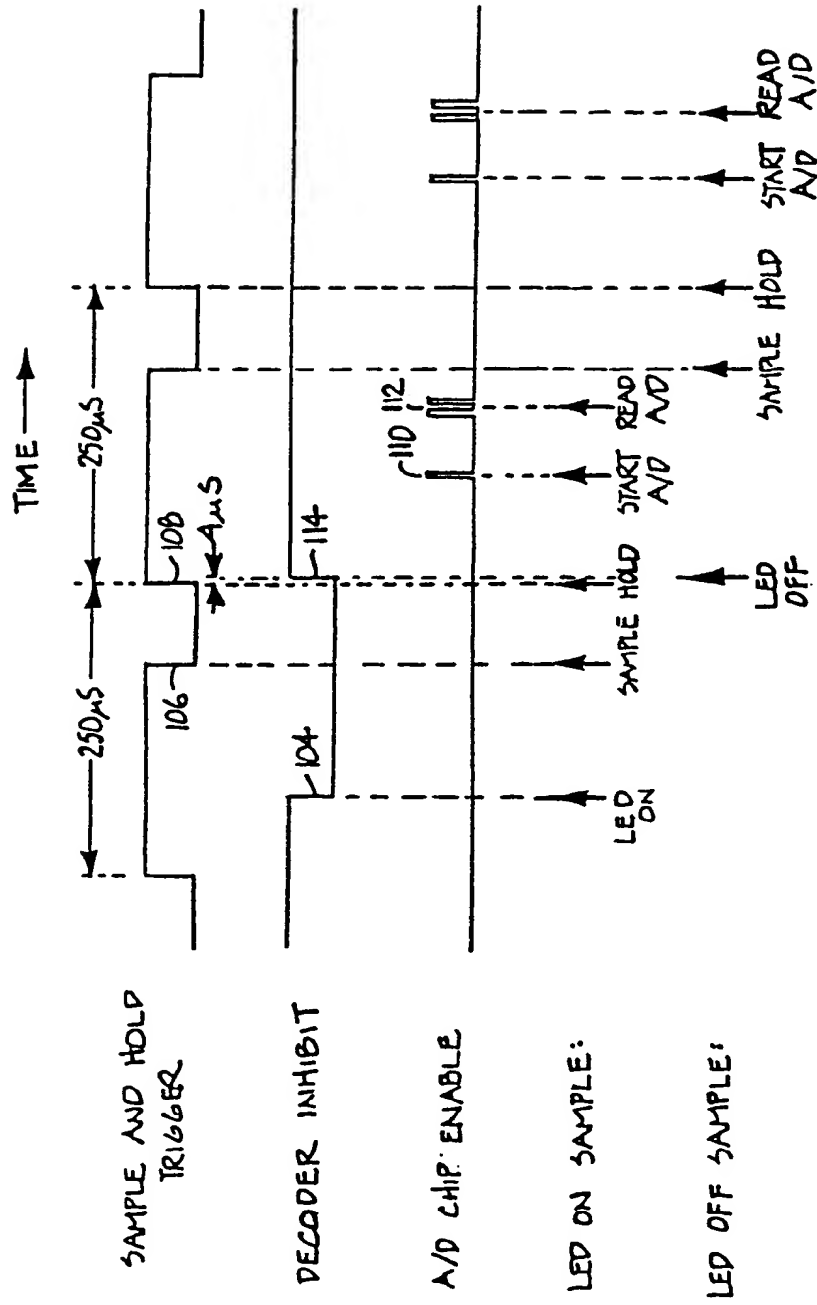 TIME
250μS
250μS
SAMPLE AND HOLD
TRIGGER
106
108
4μS
DECODER INHIBIT
104
114
A/D CHIP ENABLE
110
112
LED ON SAMPLE:
LED
ON
SAMPLE
HOLD
START
A/D
READ
A/D
LED OFF SAMPLE:
LED
OFF
SAMPLE
HOLD
START
A/D
READ
A/D